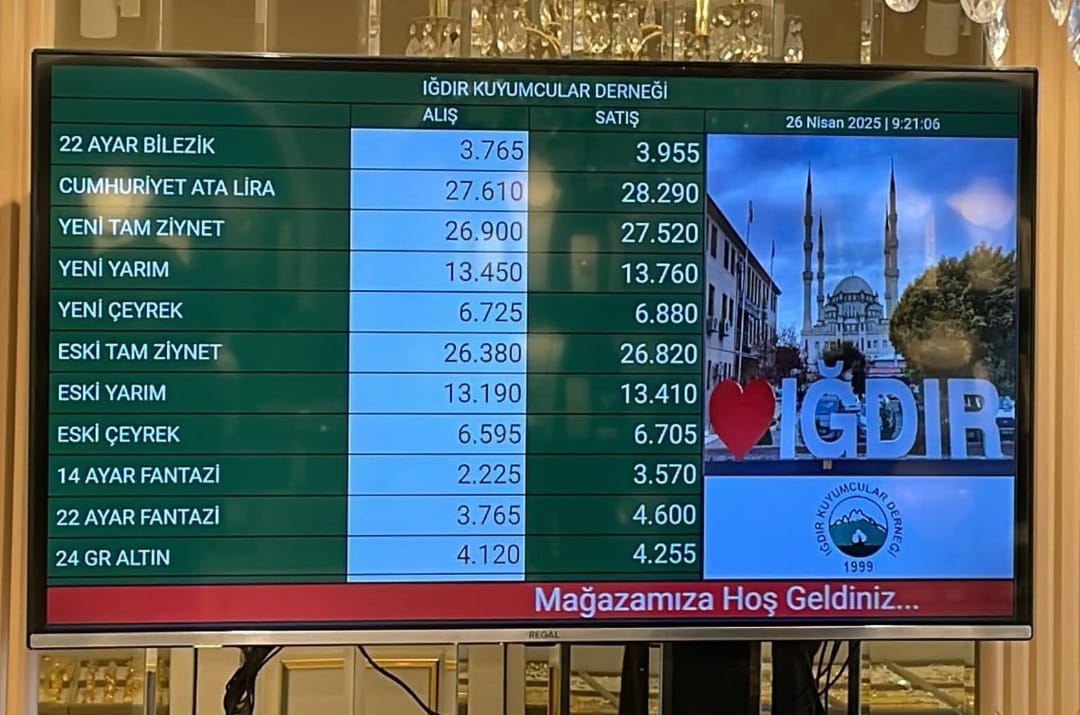 IĞDIR KUYUMCULAR DERNEĞİ
ALIŞ SATIŞ 26 Nisan 2025 | 9:21:06
22 AYAR BİLEZİK 3.765 3.955
CUMHURİYET ATA LİRA 27.610 28.290
YENİ TAM ZİYNET 26.900 27.520
YENİ YARIM 13.450 13.760
YENİ ÇEYREK 6.725 6.880
ESKİ TAM ZİYNET 26.380 26.820
ESKİ YARIM 13.190 13.410
ESKİ ÇEYREK 6.595 6.705
14 AYAR FANTAZİ 2.225 3.570
22 AYAR FANTAZİ 3.765 4.600
24 GR ALTIN 4.120 4.255
IĞDIR
IĞDIR KUYUMCULAR DERNEĞİ
1999
Mağazamıza Hoş Geldiniz...
REGAL